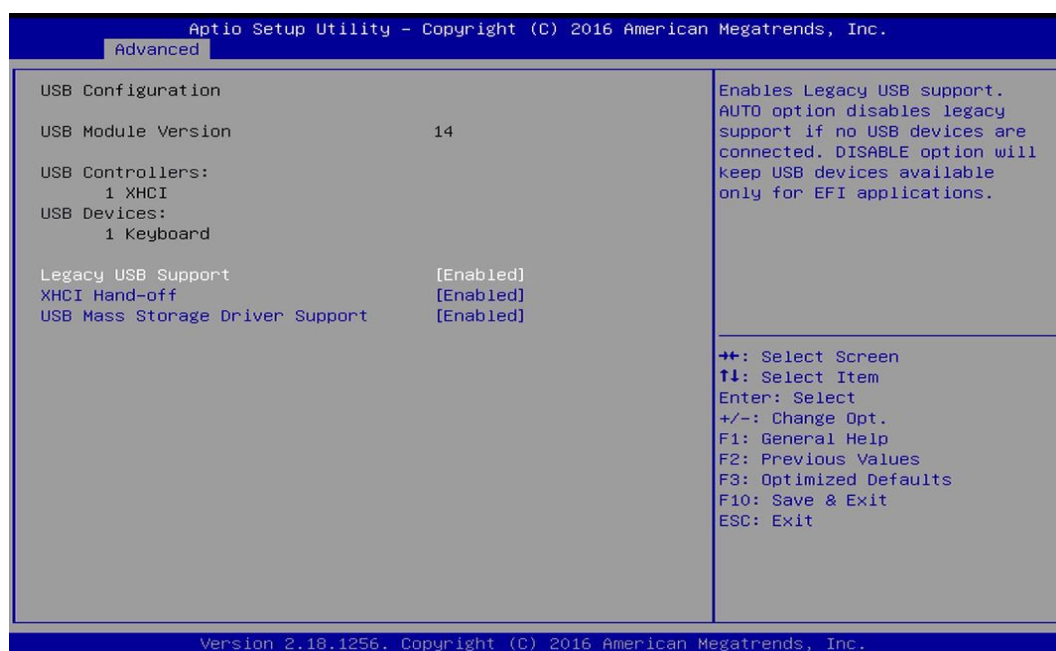 Aptio Setup Utility – Copyright (C) 2016 American Megatrends, Inc.
Advanced
USB Configuration
USB Module Version 14
USB Controllers:
1 XHCI
USB Devices:
1 Keyboard
Legacy USB Support [Enabled]
XHCI Hand-off [Enabled]
USB Mass Storage Driver Support [Enabled]
Enables Legacy USB support.
AUTO option disables legacy
support if no USB devices are
connected. DISABLE option will
keep USB devices available
only for EFI applications.
→←: Select Screen
↑↓: Select Item
Enter: Select
+/-: Change Opt.
F1: General Help
F2: Previous Values
F3: Optimized Defaults
F10: Save & Exit
ESC: Exit
Version 2.18.1256. Copyright (C) 2016 American Megatrends, Inc.